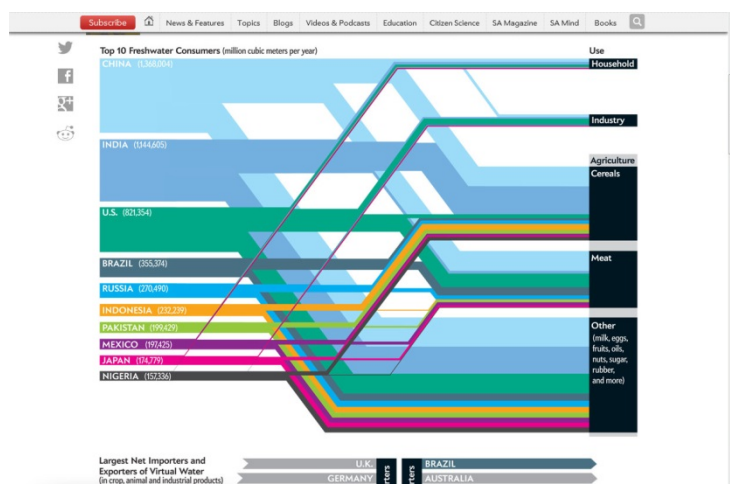 Subscribe
News & Features
Topics
Blogs
Videos & Podcasts
Education
Citizen Science
SA Magazine
SA Mind
Books
Top 10 Freshwater Consumers (million cubic meters per year)
Use
CHINA (1,368,004)
Household
Industry
INDIA (1,144,605)
Agriculture
Cereals
U.S. (821,354)
BRAZIL (355,374)
Meat
RUSSIA (270,490)
INDONESIA (232,239)
PAKISTAN (199,429)
Other
(milk, eggs,
fruits, oils,
nuts, sugar,
rubber,
and more)
MEXICO (197,425)
JAPAN (174,779)
NIGERIA (157,336)
Largest Net Importers and
Exporters of Virtual Water
(in crop, animal and industrial products)
U.K.
BRAZIL
GERMANY
AUSTRALIA